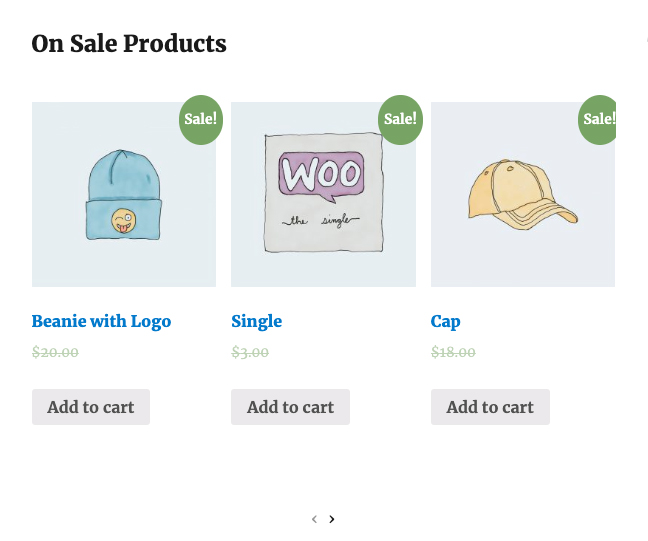 On Sale Products
Sale!
Sale!
Sale!
WOO
the single
Beanie with Logo
Single
Cap
$20.00
$3.00
$18.00
Add to cart
Add to cart
Add to cart